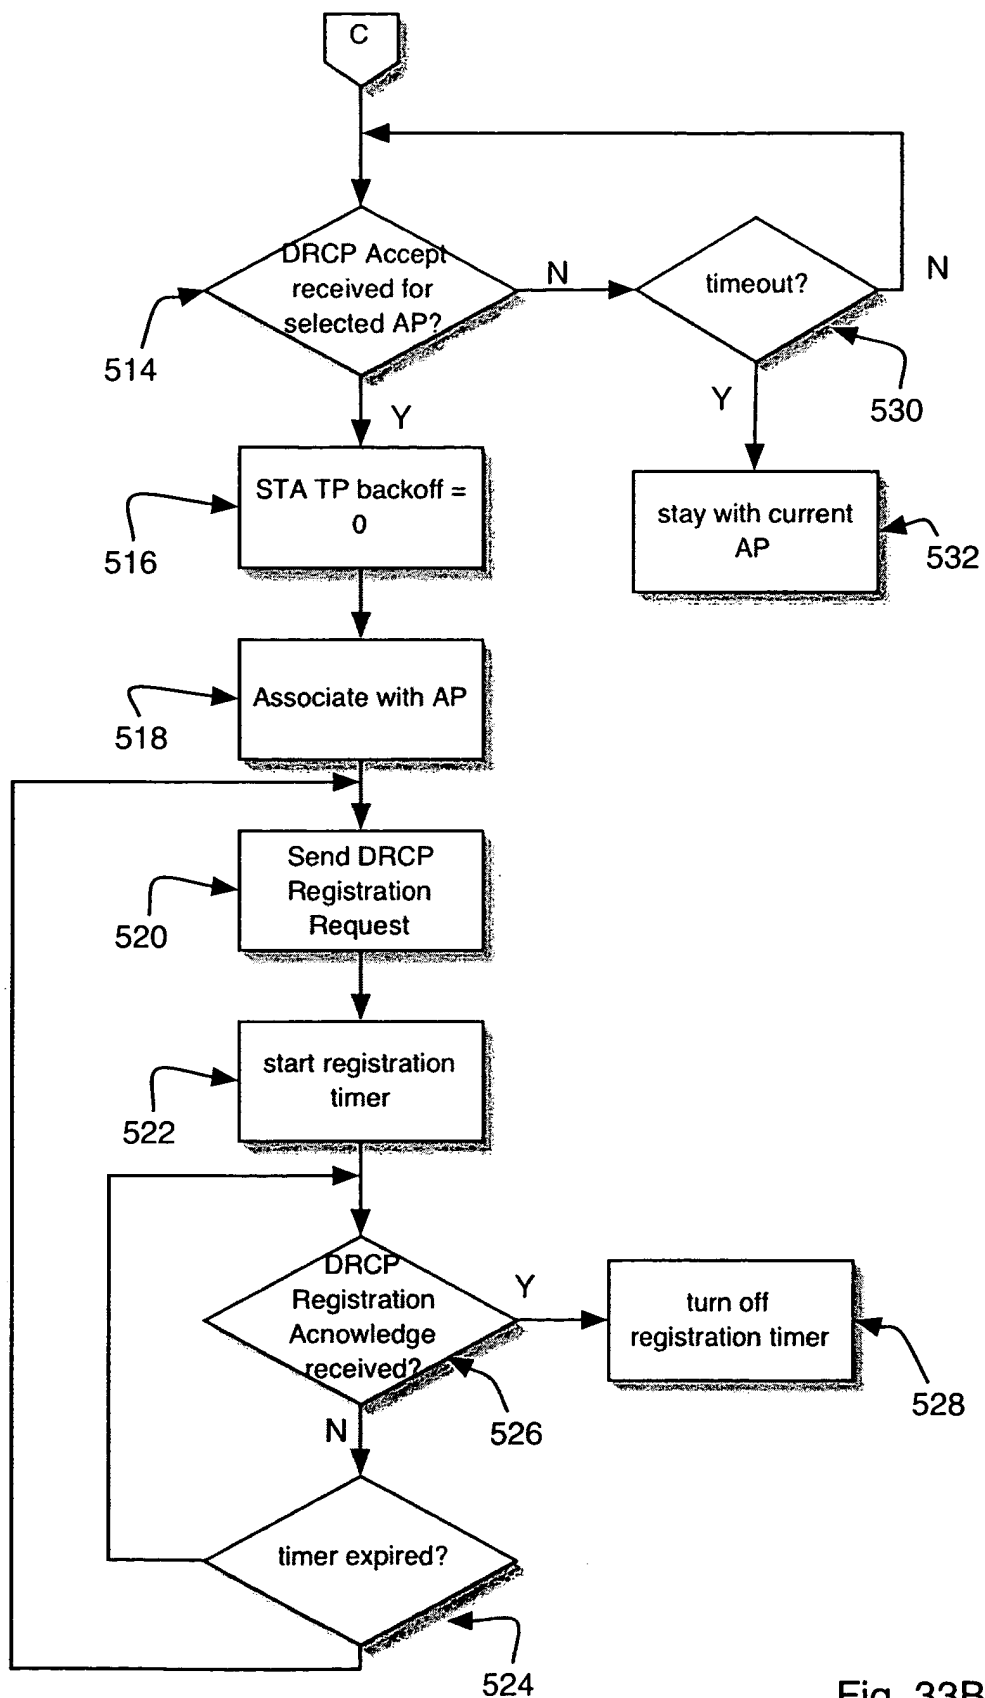 C
DRCP Accept
received for
selected AP?
N
timeout?
N
514
Y
Y
530
STA TP backoff =
0
516
stay with current
AP
532
Associate with AP
518
Send DRCP
Registration
Request
520
start registration
timer
522
DRCP
Registration
Acnowledge
received?
Y
turn off
registration timer
528
526
N
timer expired?
524
Fig. 33B